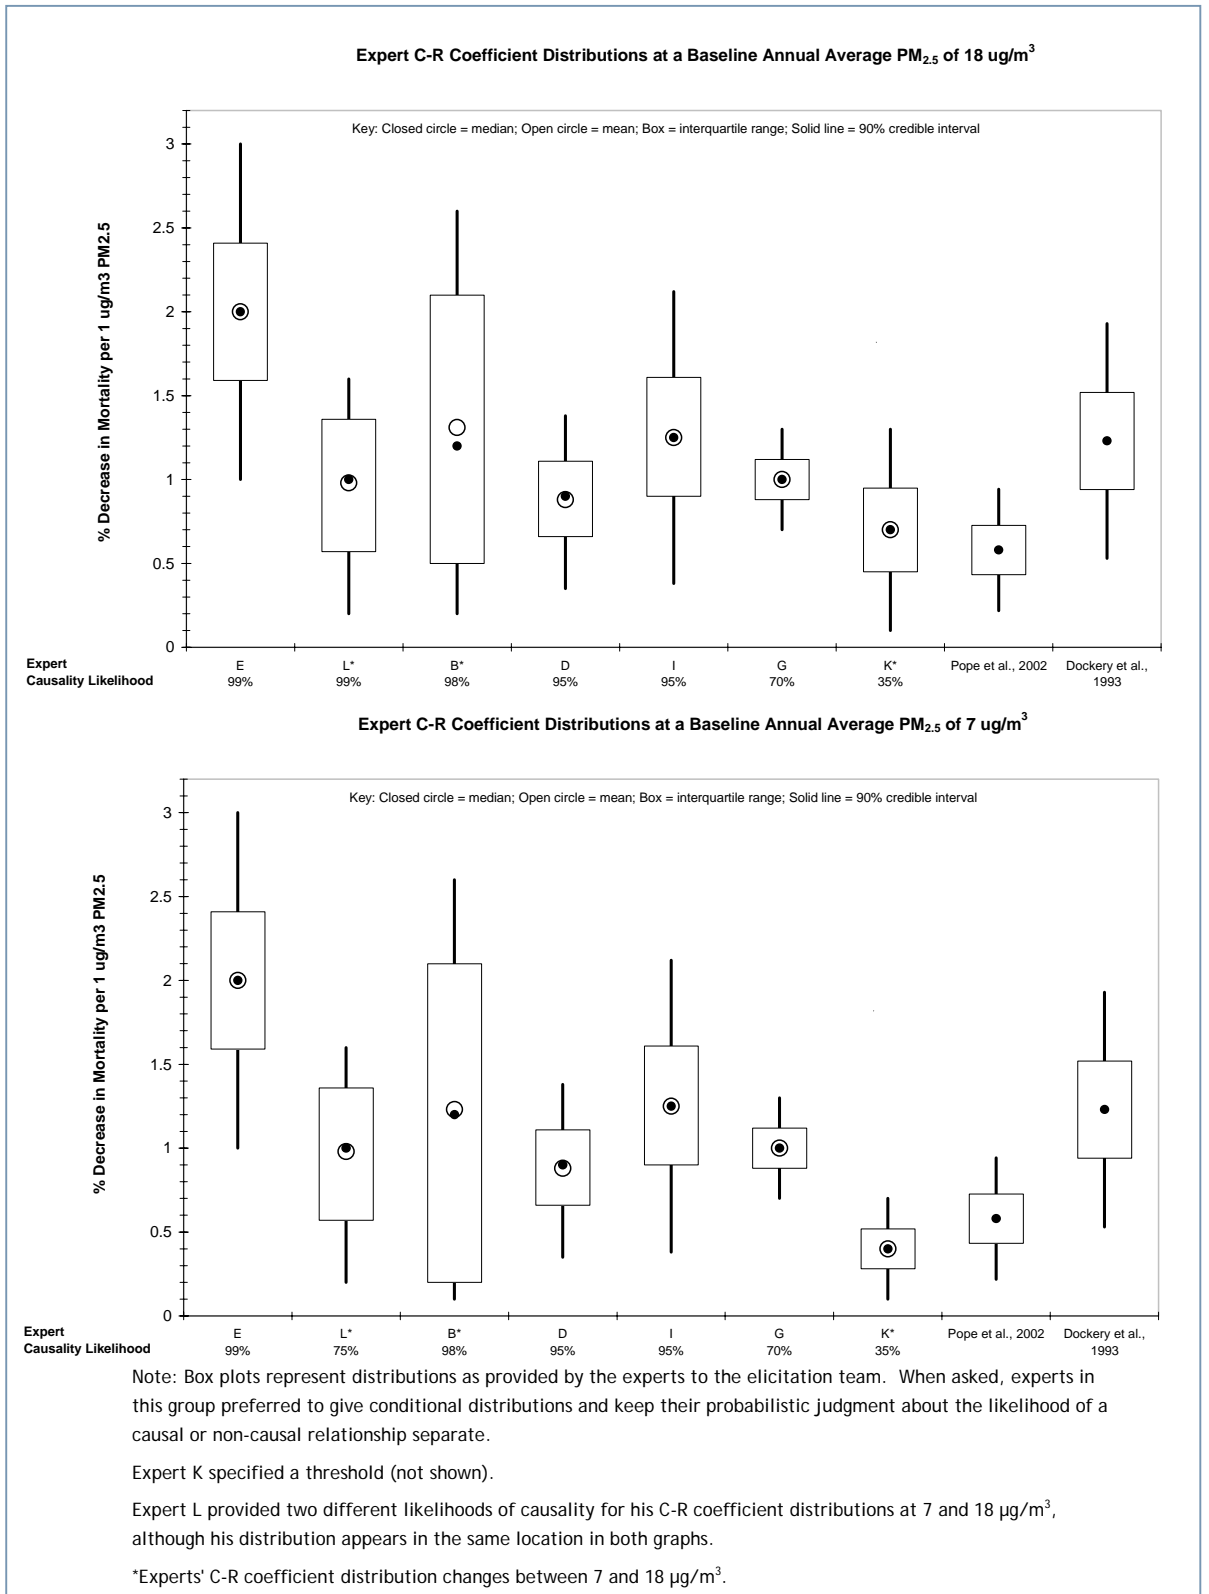 Expert C-R Coefficient Distributions at a Baseline Annual Average PM2.5 of 18 ug/m3
Key: Closed circle = median; Open circle = mean; Box = interquartile range; Solid line = 90% credible interval
% Decrease in Mortality per 1 ug/m3 PM2.5
3
2.5
2
1.5
1
0.5
0
Expert E L* B* D I G K* Pope et al., 2002 Dockery et al.,
Causality Likelihood 99% 99% 98% 95% 95% 70% 35% 1993
Expert C-R Coefficient Distributions at a Baseline Annual Average PM2.5 of 7 ug/m3
Key: Closed circle = median; Open circle = mean; Box = interquartile range; Solid line = 90% credible interval
% Decrease in Mortality per 1 ug/m3 PM2.5
3
2.5
2
1.5
1
0.5
0
Expert E L* B* D I G K* Pope et al., 2002 Dockery et al.,
Causality Likelihood 99% 75% 98% 95% 95% 70% 35% 1993
Note: Box plots represent distributions as provided by the experts to the elicitation team. When asked, experts in
this group preferred to give conditional distributions and keep their probabilistic judgment about the likelihood of a
causal or non-causal relationship separate.
Expert K specified a threshold (not shown).
Expert L provided two different likelihoods of causality for his C-R coefficient distributions at 7 and 18 µg/m3,
although his distribution appears in the same location in both graphs.
*Experts' C-R coefficient distribution changes between 7 and 18 µg/m3.